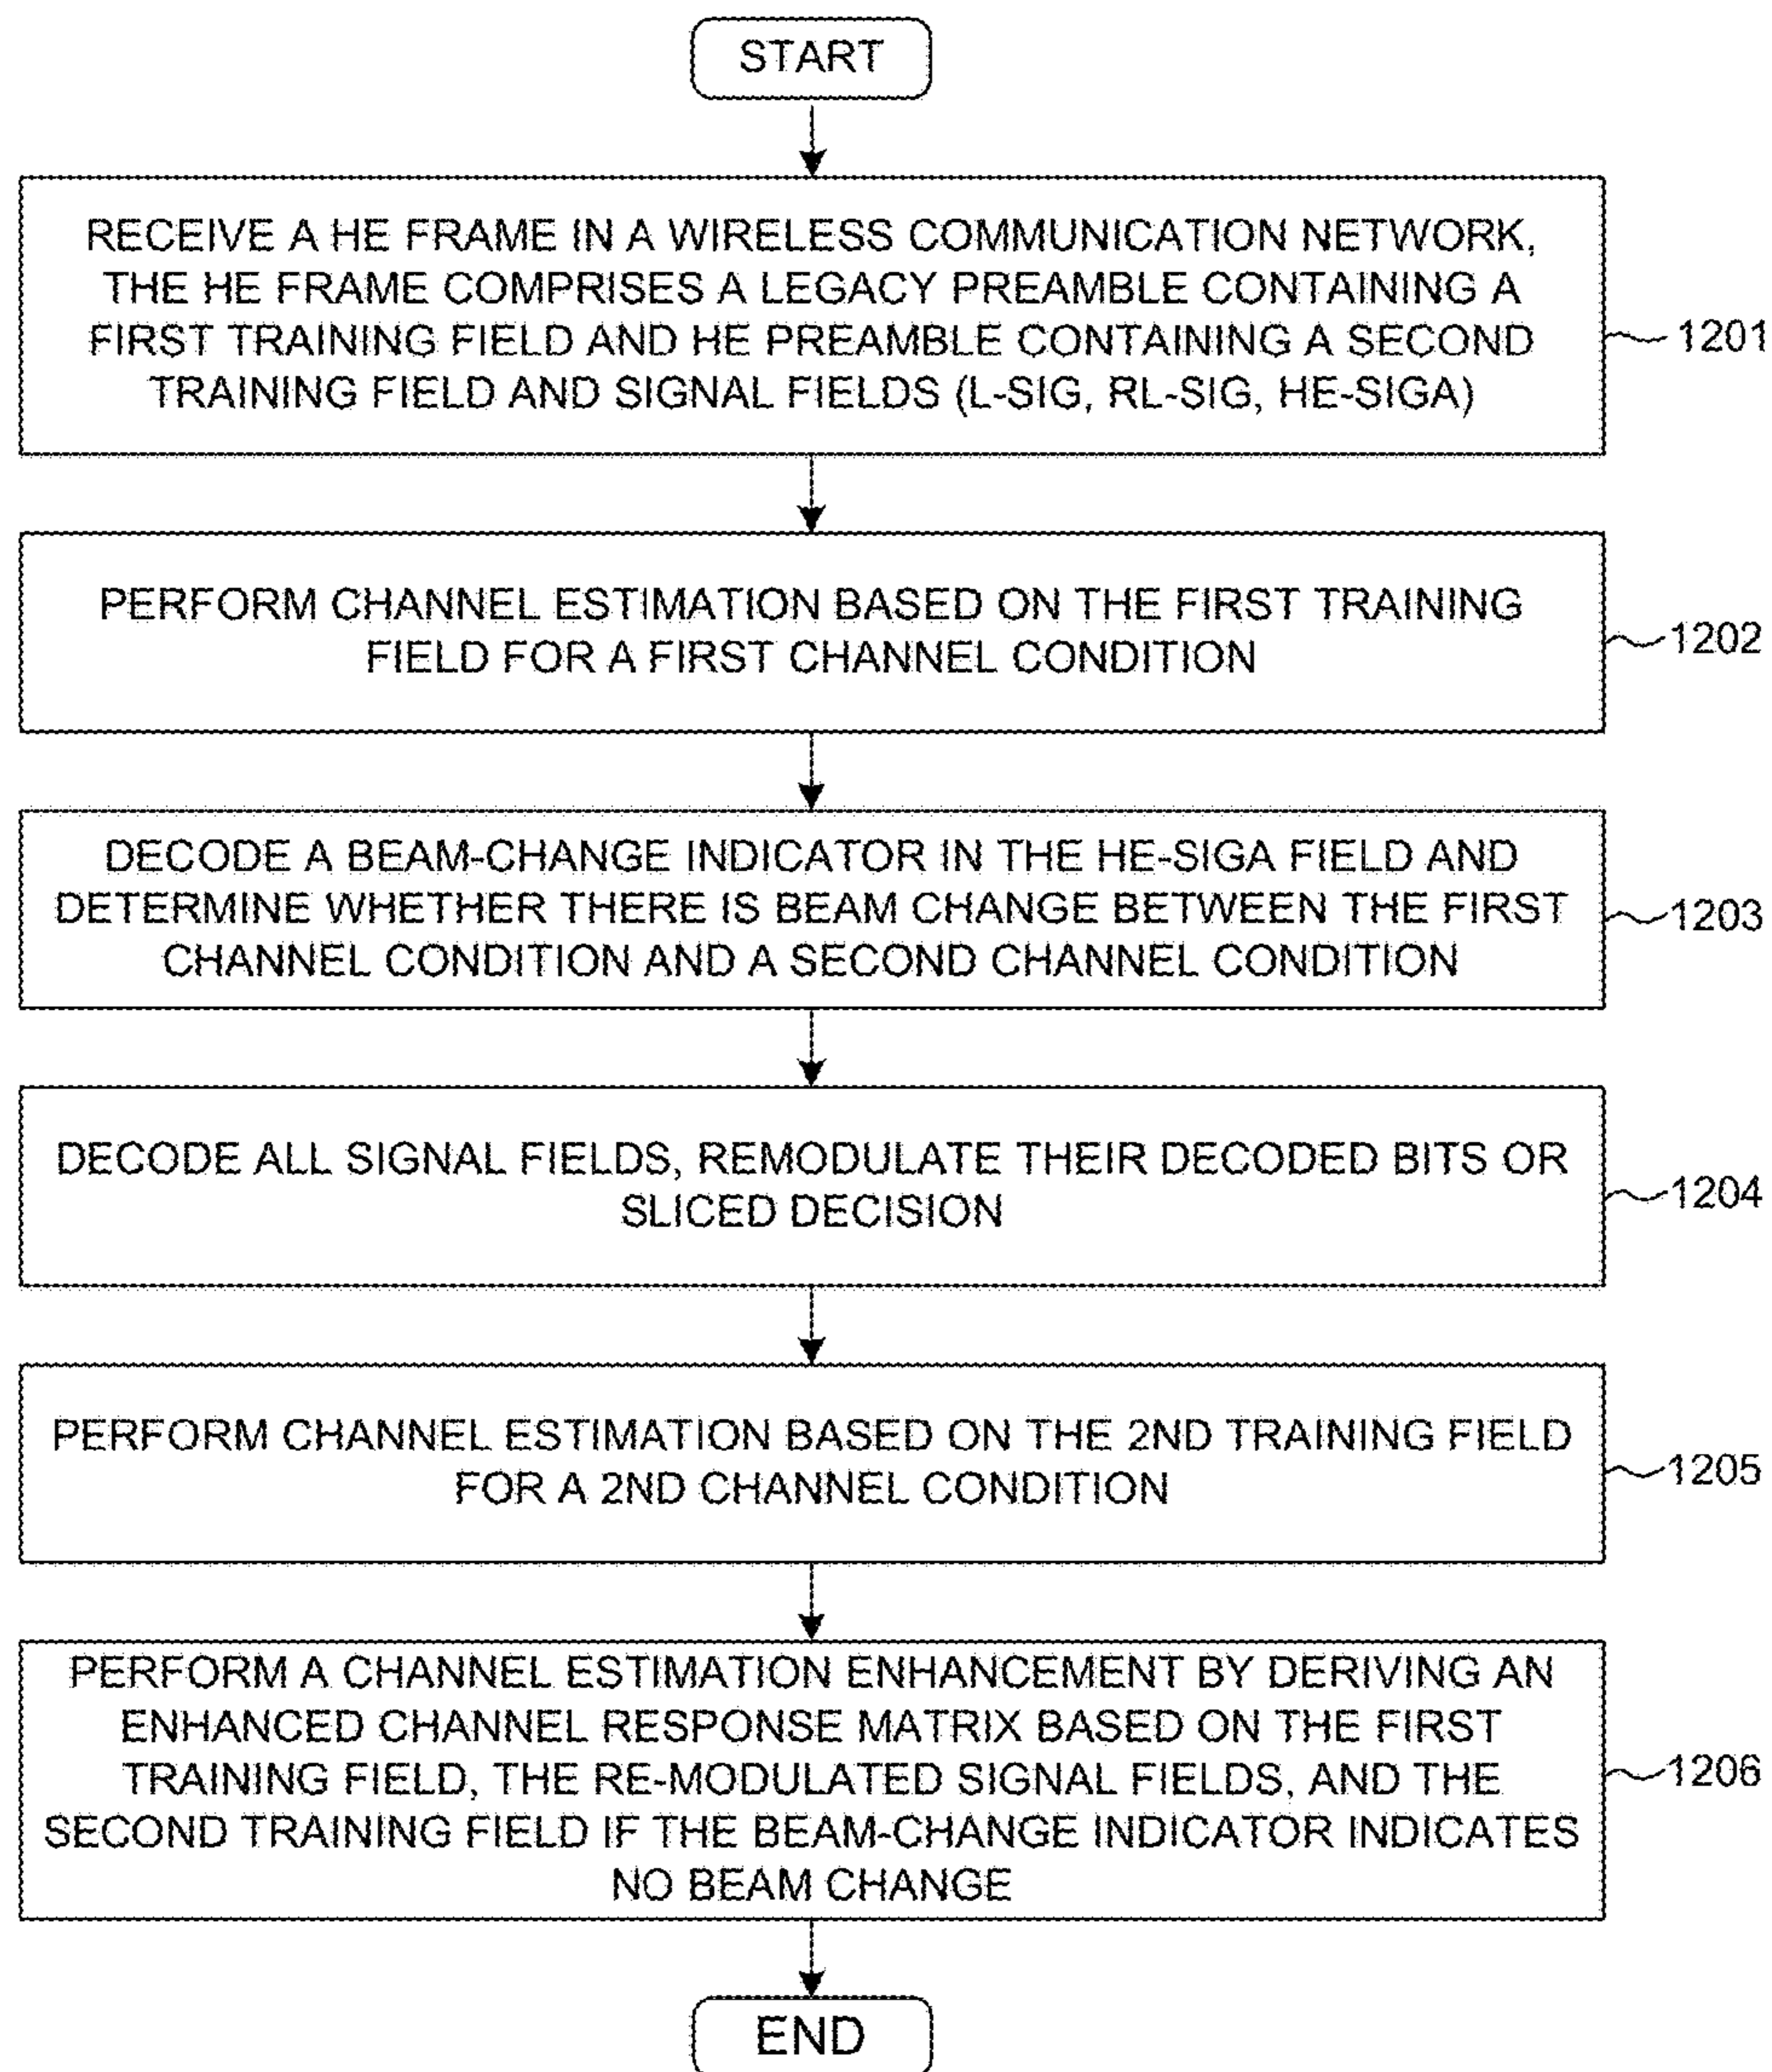 START
RECEIVE A HE FRAME IN A WIRELESS COMMUNICATION NETWORK,
THE HE FRAME COMPRISES A LEGACY PREAMBLE CONTAINING A
FIRST TRAINING FIELD AND HE PREAMBLE CONTAINING A SECOND
TRAINING FIELD AND SIGNAL FIELDS (L-SIG, RL-SIG, HE-SIGA)
1201
PERFORM CHANNEL ESTIMATION BASED ON THE FIRST TRAINING
FIELD FOR A FIRST CHANNEL CONDITION
1202
DECODE A BEAM-CHANGE INDICATOR IN THE HE-SIGA FIELD AND
DETERMINE WHETHER THERE IS BEAM CHANGE BETWEEN THE FIRST
CHANNEL CONDITION AND A SECOND CHANNEL CONDITION
1203
DECODE ALL SIGNAL FIELDS, REMODULATE THEIR DECODED BITS OR
SLICED DECISION
1204
PERFORM CHANNEL ESTIMATION BASED ON THE 2ND TRAINING FIELD
FOR A 2ND CHANNEL CONDITION
1205
PERFORM A CHANNEL ESTIMATION ENHANCEMENT BY DERIVING AN
ENHANCED CHANNEL RESPONSE MATRIX BASED ON THE FIRST
TRAINING FIELD, THE RE-MODULATED SIGNAL FIELDS, AND THE
SECOND TRAINING FIELD IF THE BEAM-CHANGE INDICATOR INDICATES
NO BEAM CHANGE
1206
END